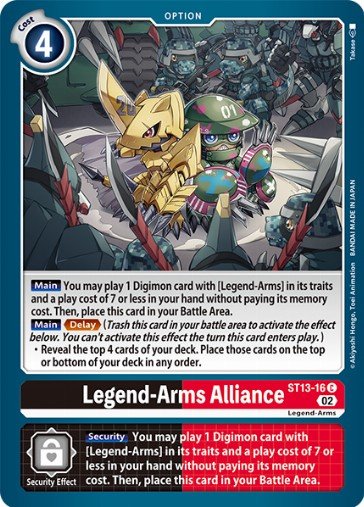 OPTION
Cost
4
Takase
01
©Akiyoshi Hongo, Toei Animation BANDAI MADE IN JAPAN
Main You may play 1 Digimon card with [Legend-Arms] in its traits
and a play cost of 7 or less in your hand without paying its memory
cost. Then, place this card in your Battle Area.
Main Delay (Trash this card in your battle area to activate the effect
below. You can't activate this effect the turn this card enters play.)
・Reveal the top 4 cards of your deck. Place those cards on the top
or bottom of your deck in any order.
Legend-Arms Alliance
ST13-16 C
02
Legend-Arms
Security Effect
Security You may play 1 Digimon card with
[Legend-Arms] in its traits and a play cost of 7 or
less in your hand without paying its memory
cost. Then, place this card in your Battle Area.